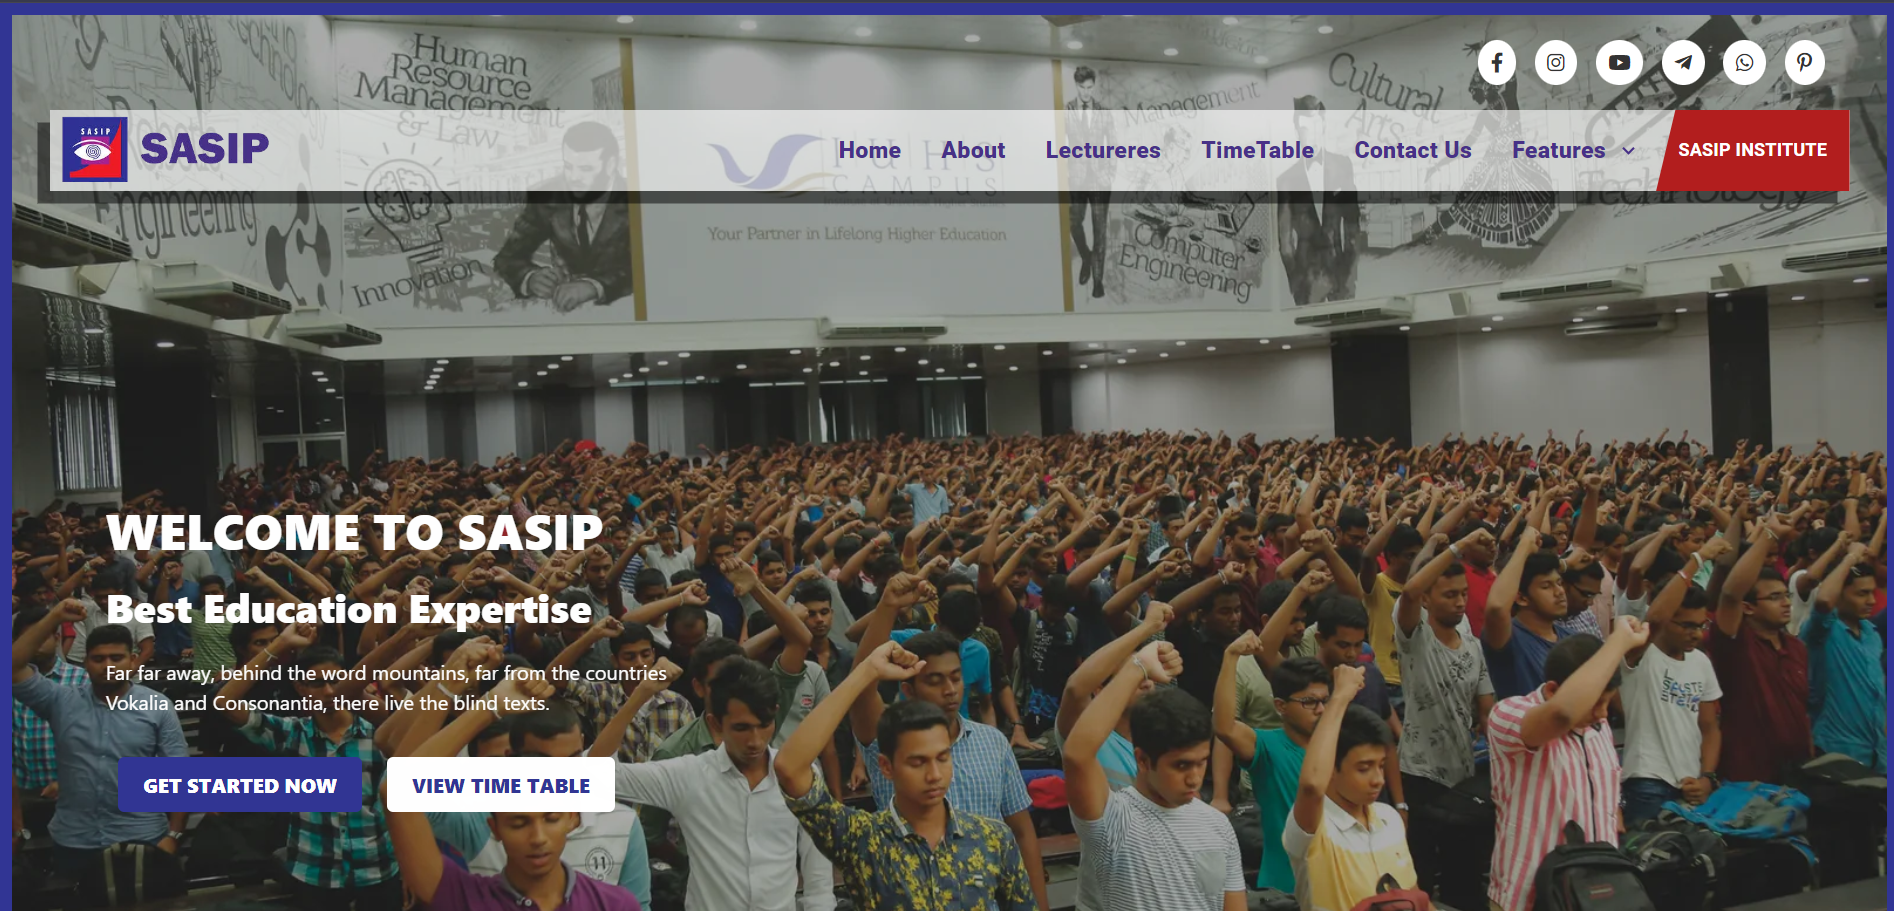 Human
Resource
Management
& Law
Management
Cultural
Arts
SASIP
SASIP
Home
About
Lectureres
TimeTable
Contact Us
Features
SASIP INSTITUTE
CAMPUS
Engineering
Technology
Your Partner in Lifelong Higher Education
Computer
Engineering
Innovation
WELCOME TO SASIP
Best Education Expertise
Far far away, behind the word mountains, far from the countries
Vokalia and Consonantia, there live the blind texts.
GET STARTED NOW
VIEW TIME TABLE